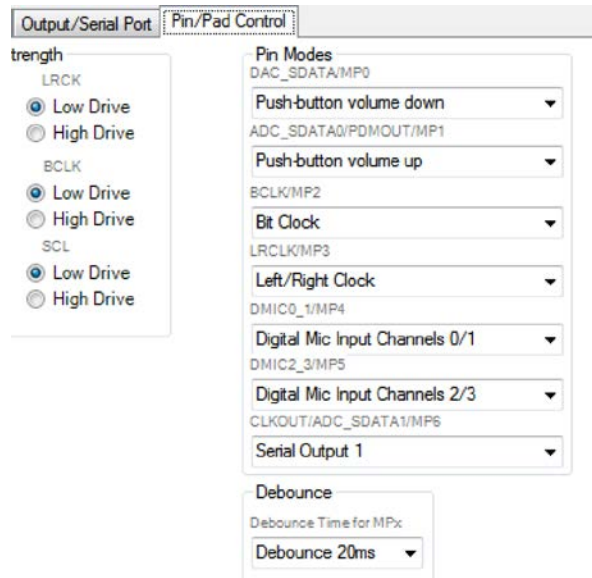 Output/Serial Port
Pin/Pad Control
trength
LRCK
Low Drive
High Drive
BCLK
Low Drive
High Drive
SCL
Low Drive
High Drive
Pin Modes
DAC_SDATA/MP0
Push-button volume down
ADC_SDATA0/PDMOUT/MP1
Push-button volume up
BCLK/MP2
Bit Clock
LRCLK/MP3
Left/Right Clock
DMIC0_1/MP4
Digital Mic Input Channels 0/1
DMIC2_3/MP5
Digital Mic Input Channels 2/3
CLKOUT/ADC_SDATA1/MP6
Serial Output 1
Debounce
Debounce Time for MPx
Debounce 20ms